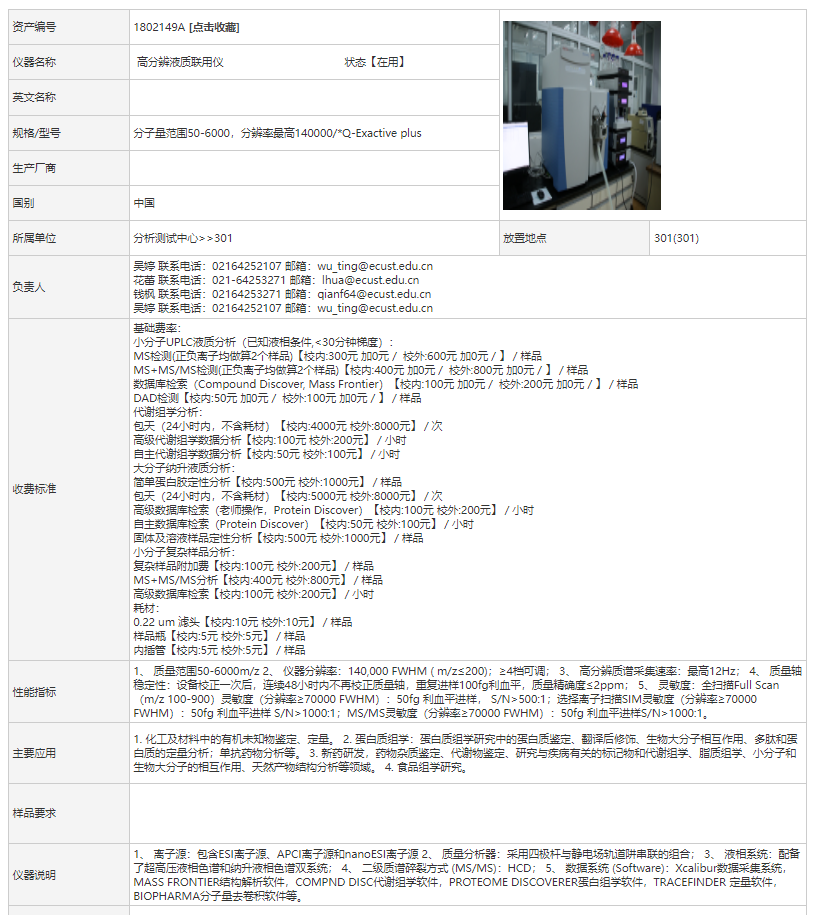 资产编号 1802149A [点击收藏]
仪器名称 高分辨液质联用仪 状态【在用】
英文名称
规格/型号 分子量范围50-6000，分辨率最高140000/*Q-Exactive plus
生产厂商
国别 中国
所属单位 分析测试中心>>301 放置地点 301(301)
负责人
吴婷 联系电话：02164252107 邮箱：wu_ting@ecust.edu.cn
花蕾 联系电话：021-64253271 邮箱：lhua@ecust.edu.cn
钱枫 联系电话：02164253271 邮箱：qianf64@ecust.edu.cn
吴婷 联系电话：02164252107 邮箱：wu_ting@ecust.edu.cn
收费标准
基础费率：
小分子UPLC液质分析（已知液相条件,<30分钟梯度）：
MS检测(正负离子均做算2个样品)【校内:300元 加0元 / 校外:600元 加0元 / 】 / 样品
MS+MS/MS检测(正负离子均做算2个样品)【校内:400元 加0元 / 校外:800元 加0元 / 】 / 样品
数据库检索（Compound Discover, Mass Frontier）【校内:100元 加0元 / 校外:200元 加0元 / 】 / 样品
DAD检测【校内:50元 加0元 / 校外:100元 加0元 / 】 / 样品
代谢组学分析：
包天（24小时内，不含耗材）【校内:4000元 校外:8000元】 / 次
高级代谢组学数据分析【校内:100元 校外:200元】 / 小时
自主代谢组学数据分析【校内:50元 校外:100元】 / 小时
大分子纳升液质分析：
简单蛋白胶定性分析【校内:500元 校外:1000元】 / 样品
包天（24小时内，不含耗材）【校内:5000元 校外:8000元】 / 次
高级数据库检索（老师操作，Protein Discover）【校内:100元 校外:200元】 / 小时
自主数据库检索（Protein Discover）【校内:50元 校外:100元】 / 小时
固体及溶液样品定性分析【校内:500元 校外:1000元】 / 样品
小分子复杂样品分析：
复杂样品附加费【校内:100元 校外:200元】 / 样品
MS+MS/MS分析【校内:400元 校外:800元】 / 样品
高级数据库检索【校内:100元 校外:200元】 / 小时
耗材：
0.22 um 滤头【校内:10元 校外:10元】 / 样品
样品瓶【校内:5元 校外:5元】 / 样品
内插管【校内:5元 校外:5元】 / 样品
性能指标
1、 质量范围50-6000m/z 2、 仪器分辨率：140,000 FWHM ( m/z≤200)；≥4档可调； 3、 高分辨质谱采集速率：最高12Hz； 4、 质量轴
稳定性：设备校正一次后，连续48小时内不再校正质量轴，重复进样100fg利血平，质量精确度≤2ppm； 5、 灵敏度：全扫描Full Scan
（m/z 100-900）灵敏度（分辨率≥70000 FWHM）：50fg 利血平进样， S/N>500:1；选择离子扫描SIM灵敏度（分辨率≥70000
FWHM）：50fg 利血平进样 S/N>1000:1；MS/MS灵敏度（分辨率≥70000 FWHM）：50fg 利血平进样S/N>1000:1。
主要应用
1. 化工及材料中的有机未知物鉴定、定量。 2. 蛋白质组学：蛋白质组学研究中的蛋白质鉴定、翻译后修饰、生物大分子相互作用、多肽和蛋
白质的定量分析；单抗药物分析等。 3. 新药研发，药物杂质鉴定、代谢物鉴定、研究与疾病有关的标记物和代谢组学、脂质组学、小分子和
生物大分子的相互作用、天然产物结构分析等领域。 4. 食品组学研究。
样品要求
仪器说明
1、 离子源：包含ESI离子源、APCI离子源和nanoESI离子源 2、 质量分析器：采用四极杆与静电场轨道阱串联的组合； 3、 液相系统：配备
了超高压液相色谱和纳升液相色谱双系统； 4、 二级质谱碎裂方式 (MS/MS)：HCD； 5、 数据系统 (Software)：Xcalibur数据采集系统，
MASS FRONTIER结构解析软件，COMPND DISC代谢组学软件，PROTEOME DISCOVERER蛋白组学软件，TRACEFINDER 定量软件，
BIOPHARMA分子量去卷积软件等。